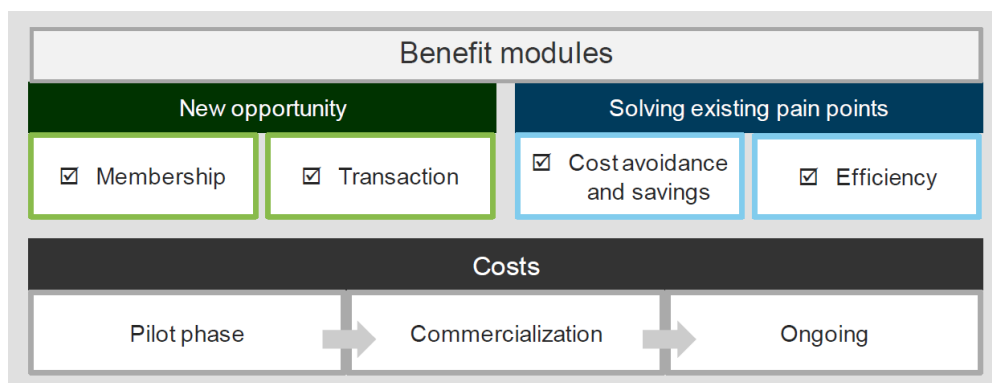 Benefit modules
New opportunity
Solving existing pain points
☑ Membership
☑ Transaction
☑ Cost avoidance
and savings
☑ Efficiency
Costs
Pilot phase
Commercialization
Ongoing